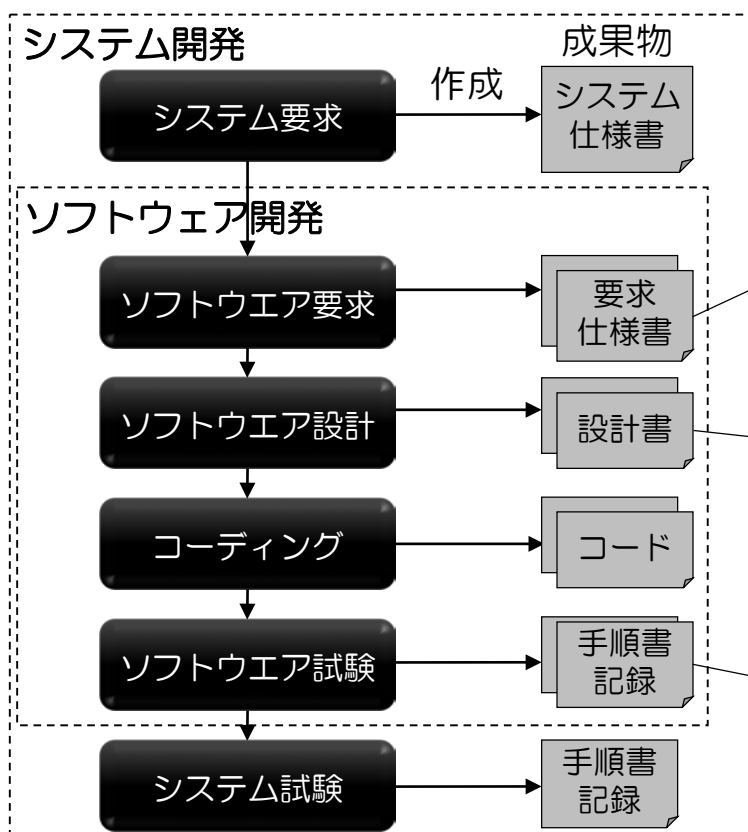 システム開発
成果物
システム要求
作成
システム
仕様書
ソフトウェア開発
ソフトウエア要求
要求
仕様書
ソフトウエア設計
設計書
コーディング
コード
ソフトウエア試験
手順書
記録
システム試験
手順書
記録